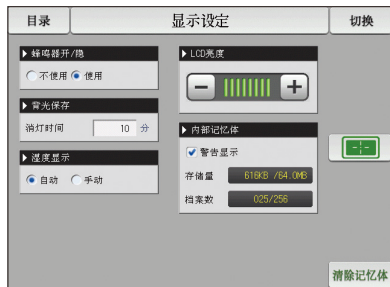 目录
显示设定
切换
▶ 蜂鸣器开/稳
不使用 使用
▶ 背光保存
消灯时间 10 分
▶ 湿度显示
自动 手动
▶ LCD亮度
▶ 内部记忆体
警告显示
存储量 616KB /64.0MB
档案数 025/256
清除记忆体